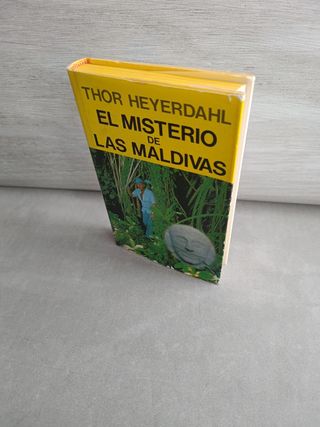 THOR HEYERDAHL
EL MISTERIO
DE
LAS MALDIVAS